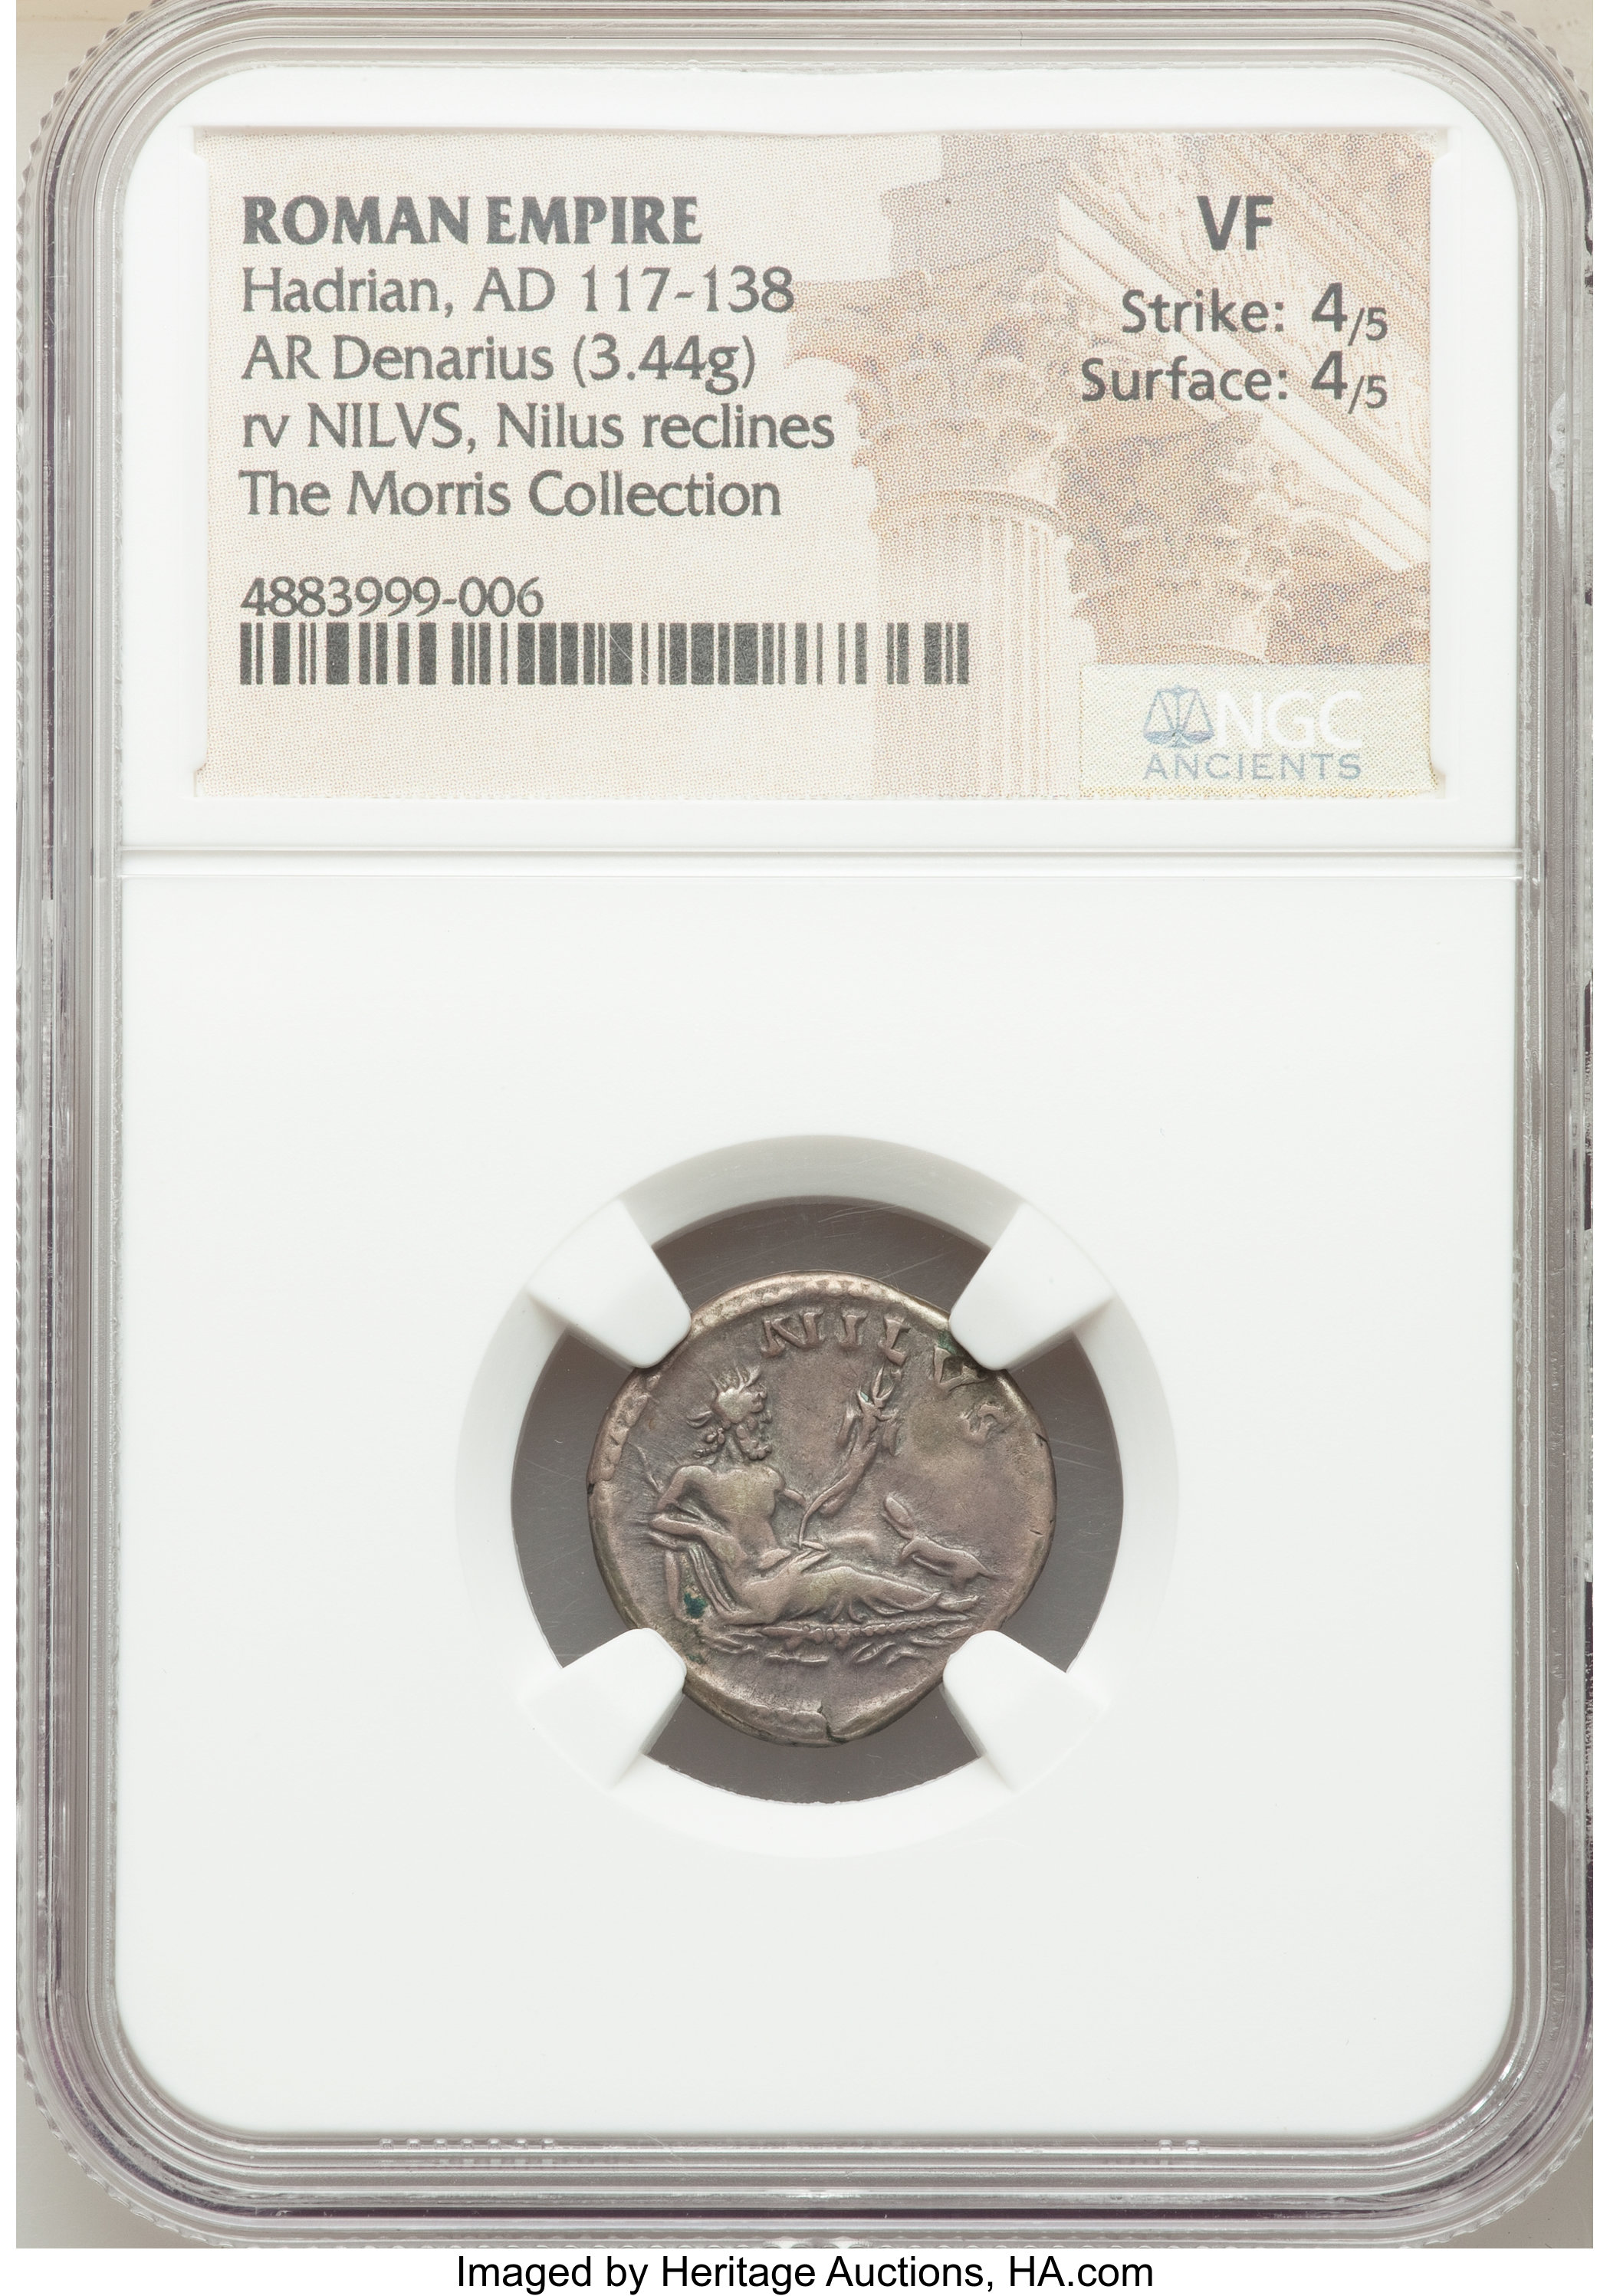 ROMAN EMPIRE
Hadrian, AD 117-138
AR Denarius (3.44g)
rv NILVS, Nilus reclines
The Morris Collection
4883999-006
VF
Strike: 4/5
Surface: 4/5
NGC
ANCIENTS
NILVS
Imaged by Heritage Auctions, HA.com